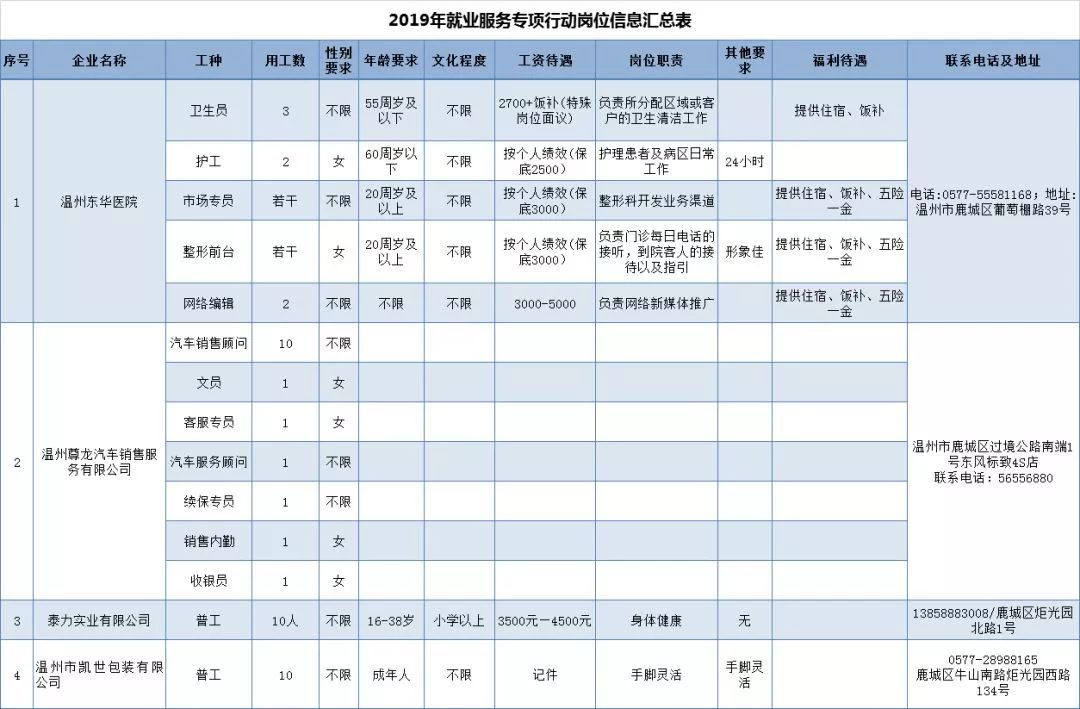 2019年就业服务专项行动岗位信息汇总表
序号 企业名称 工种 用工数 性别要求 年龄要求 文化程度 工资待遇 岗位职责 其他要求 福利待遇 联系电话及地址
1 温州东华医院 卫生员 3 不限 55周岁及以下 不限 2700+饭补(特殊岗位面议) 负责所分配区域或客户的卫生清洁工作 提供住宿、饭补 电话:0577-55581168；地址:温州市鹿城区葡萄棚路39号
护工 2 女 60周岁以下 不限 按个人绩效(保底2500) 护理患者及病区日常工作 24小时
市场专员 若干 不限 20周岁及以上 不限 按个人绩效(保底3000) 整形科开发业务渠道 提供住宿、饭补、五险一金
整形前台 若干 女 20周岁及以上 不限 按个人绩效(保底3000) 负责门诊每日电话的接听，到院客人的接待以及指引 形象佳 提供住宿、饭补、五险一金
网络编辑 2 不限 不限 不限 3000-5000 负责网络新媒体推广 提供住宿、饭补、五险一金
2 温州尊龙汽车销售服务有限公司 汽车销售顾问 10 不限 温州市鹿城区过境公路南端1号东风标致4S店 联系电话：56556880
文员 1 女
客服专员 1 女
汽车服务顾问 1 不限
续保专员 1 不限
销售内勤 1 女
收银员 1 女
3 泰力实业有限公司 普工 10人 不限 16-38岁 小学以上 3500元—4500元 身体健康 无 13858883008/鹿城区炬光园北路1号
4 温州市凯世包装有限公司 普工 10 不限 成年人 不限 记件 手脚灵活 手脚灵活 0577-28988165 鹿城区牛山南路炬光园西路134号